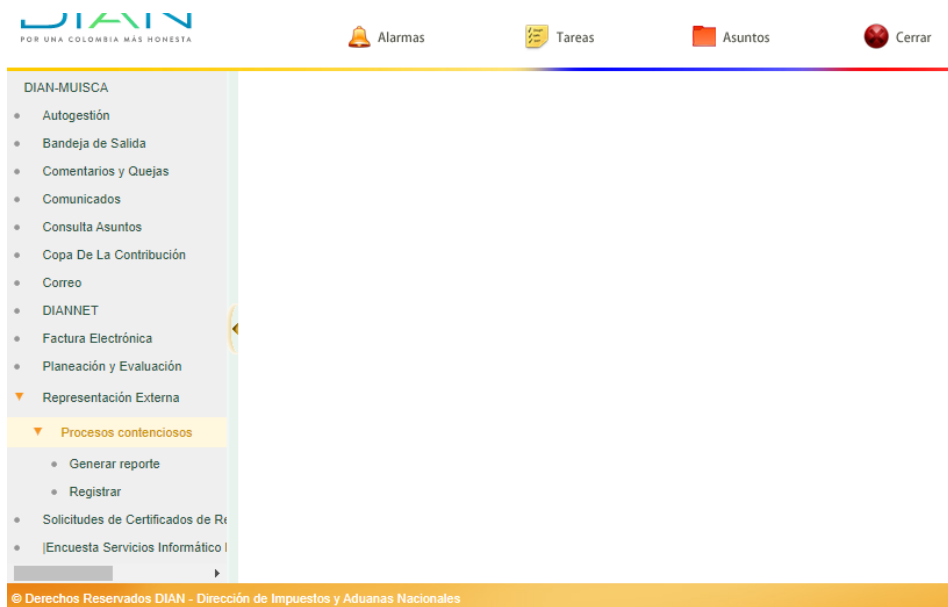 DIAN
POR UNA COLOMBIA MÁS HONESTA
Alarmas
Tareas
Asuntos
Cerrar
DIAN-MUISCA
Autogestión
Bandeja de Salida
Comentarios y Quejas
Comunicados
Consulta Asuntos
Copa De La Contribución
Correo
DIANNET
Factura Electrónica
Planeación y Evaluación
Representación Externa
Procesos contenciosos
Generar reporte
Registrar
Solicitudes de Certificados de Re
|Encuesta Servicios Informático
© Derechos Reservados DIAN - Dirección de Impuestos y Aduanas Nacionales